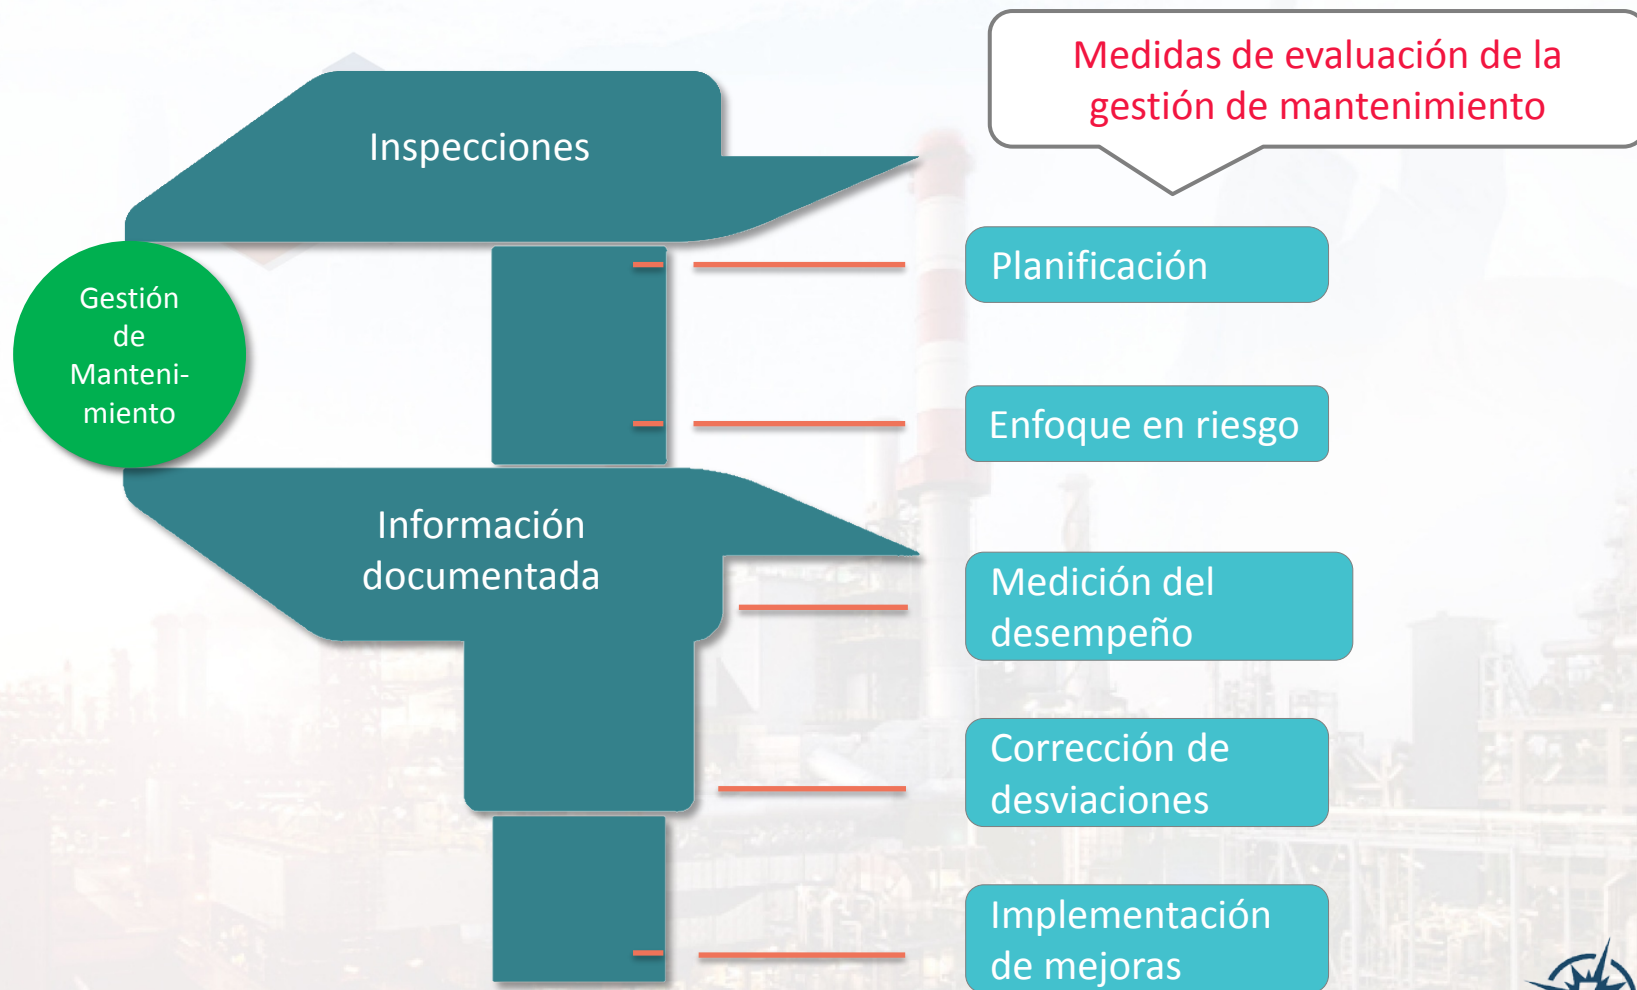 Medidas de evaluación de la
gestión de mantenimiento
Inspecciones
Gestión
de
Manteni-
miento
Información
documentada
Planificación
Enfoque en riesgo
Medición del
desempeño
Corrección de
desviaciones
Implementación
de mejoras